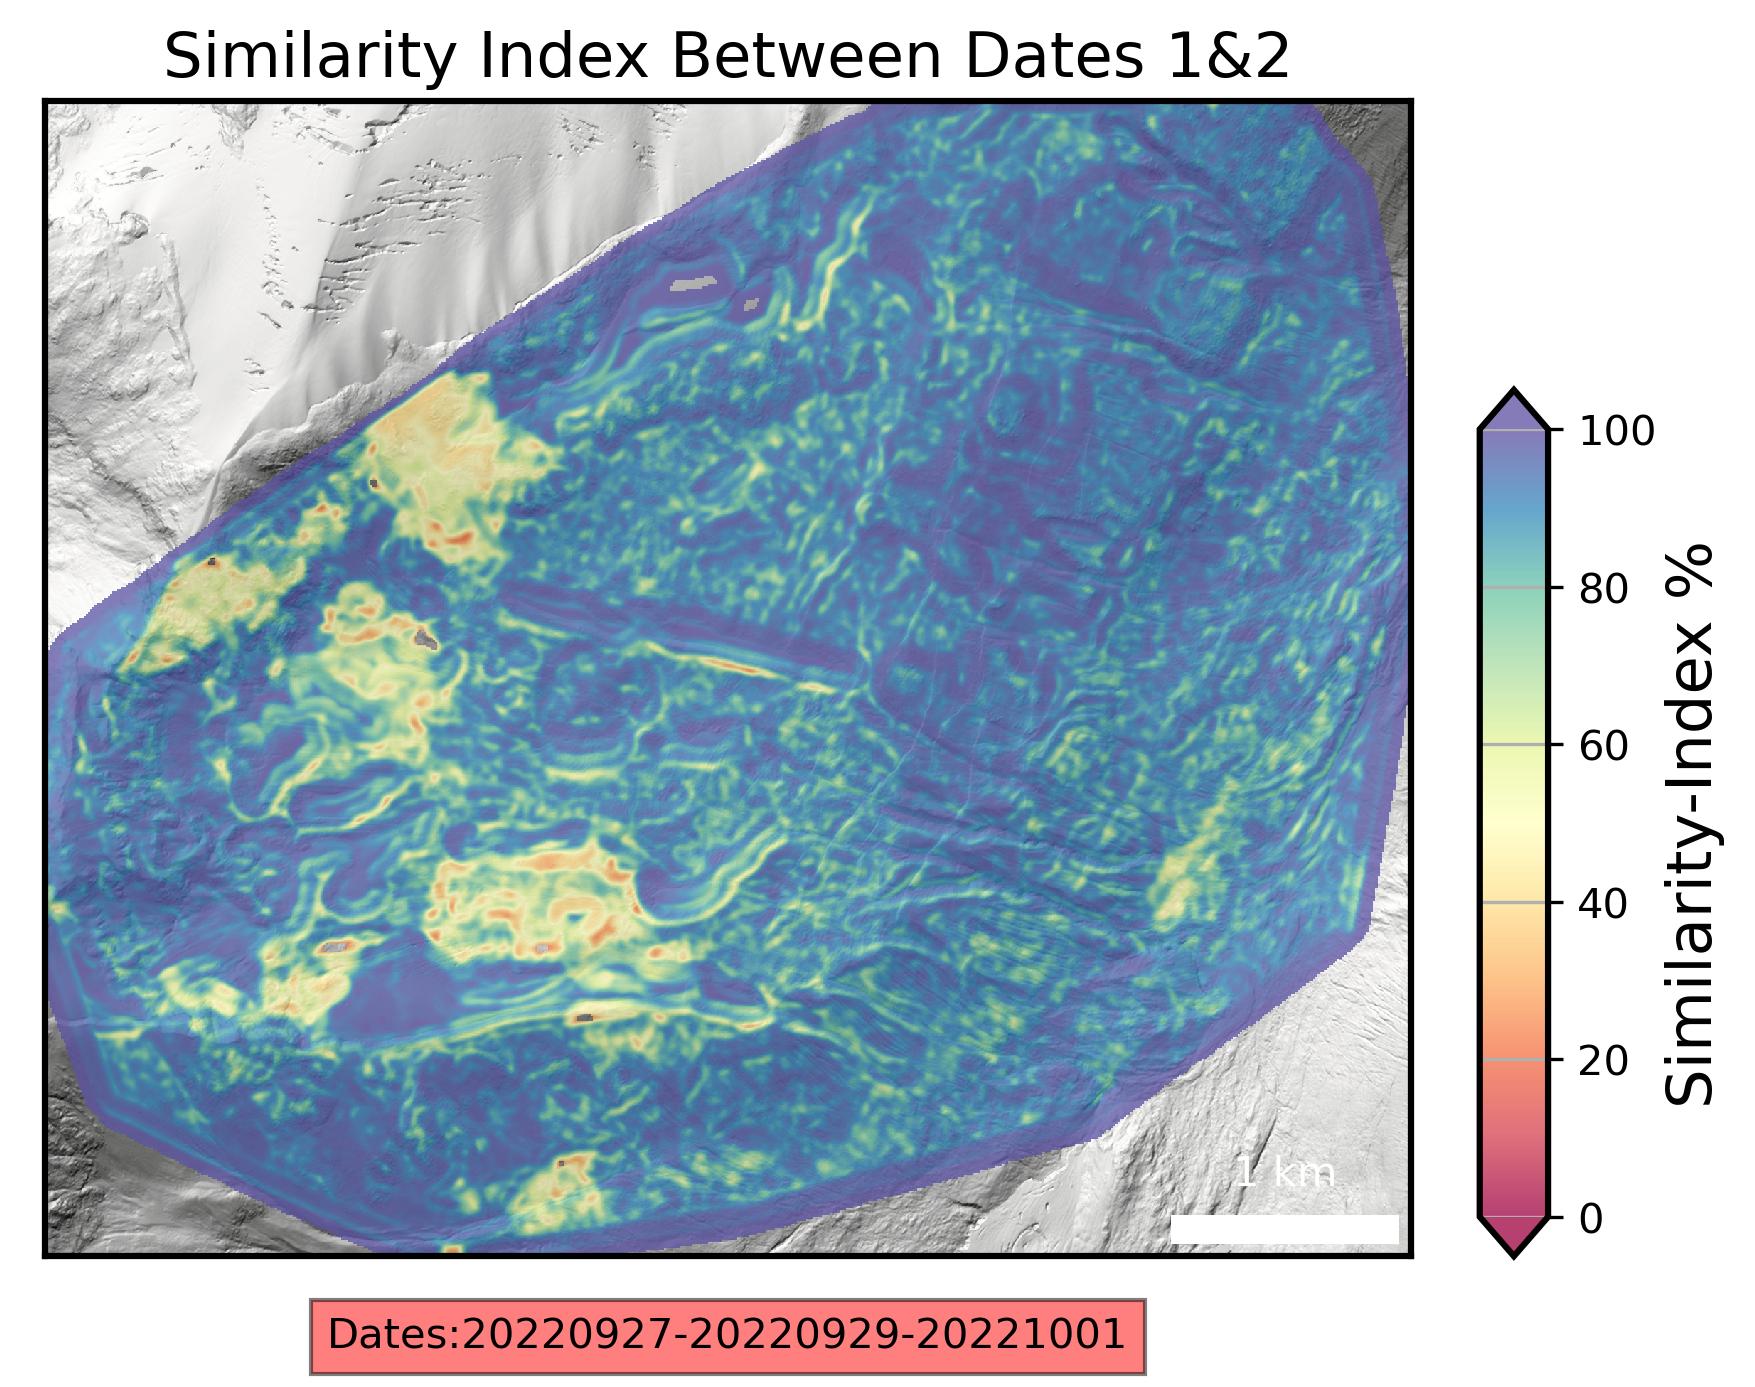 Similarity Index Between Dates 1&2
100
80
60
40
20
0
Similarity-Index %
1 km
Dates:20220927-20220929-20221001